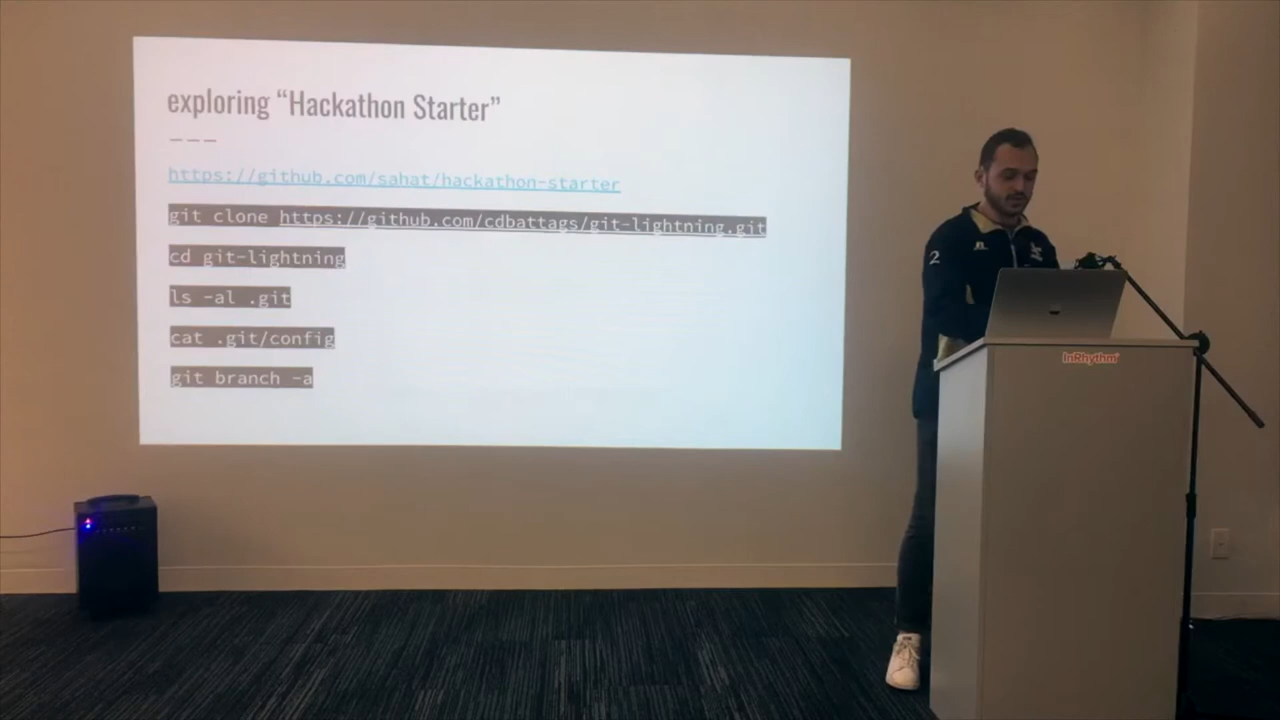 exploring “Hackathon Starter”
https://github.com/sahat/hackathon-starter
git clone https://github.com/cdbattags/git-lightning.git
cd git-lightning
ls -al .git
cat .git/config
git branch -a
2
InRhythm